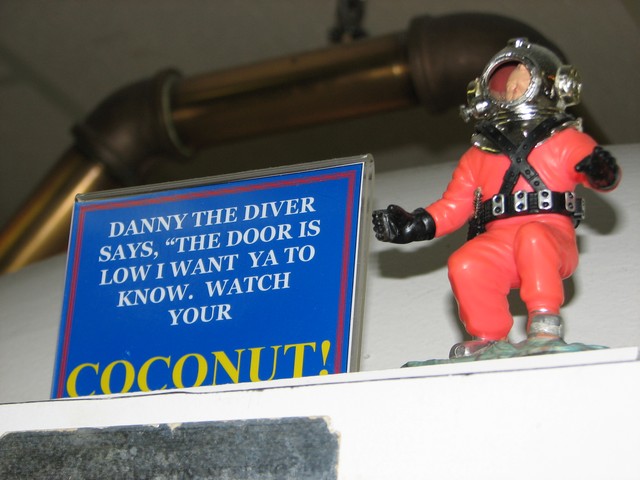 DANNY THE DIVER
SAYS, “THE DOOR IS
LOW I WANT YA TO
KNOW. WATCH
YOUR
COCONUT!